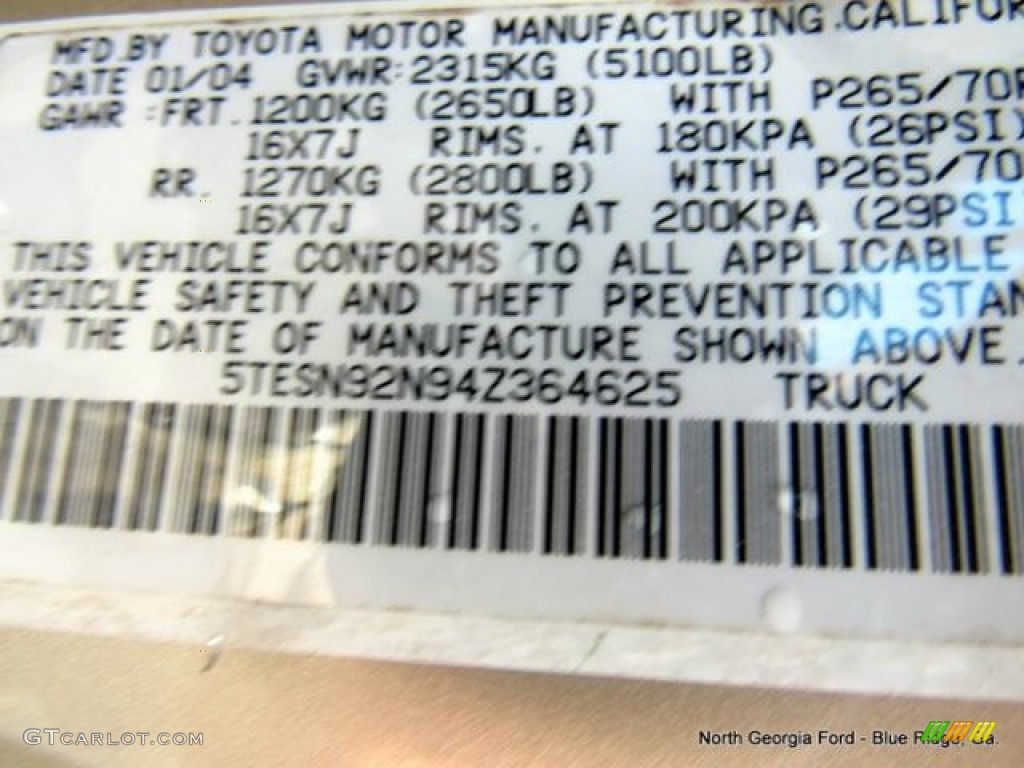 MFD.BY TOYOTA MOTOR MANUFACTURING.CALIFOR
DATE 01/04 GVWR:2315KG (5100LB)
GAWR :FRT. 1200KG (2650LB) WITH P265/70R
16X7J RIMS. AT 180KPA (26PSI)
RR. 1270KG (2800LB) WITH P265/70
16X7J RIMS. AT 200KPA (29PSI
THIS VEHICLE CONFORMS TO ALL APPLICABLE
VEHICLE SAFETY AND THEFT PREVENTION STAN
ON THE DATE OF MANUFACTURE SHOWN ABOVE.
5TESN92N94Z364625 TRUCK
GTCARLOT.COM
North Georgia Ford - Blue Ridge, Ga.